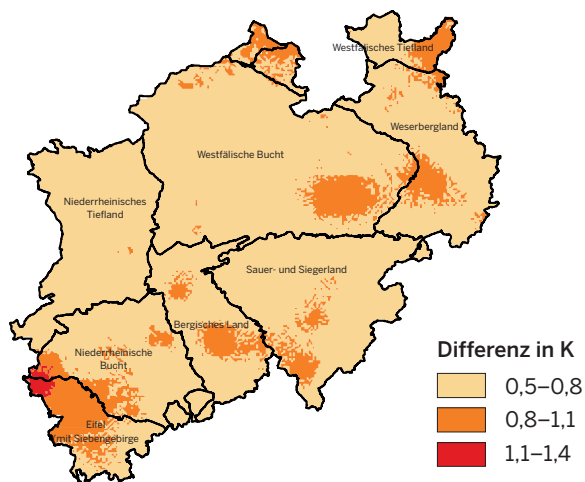 Westfälisches Tiefland
Weserbergland
Westfälische Bucht
Niederrheinisches
Tiefland
Sauer- und Siegerland
Bergisches Land
Niederrheinische
Bucht
Eifel
(mit Siebengebirge
Differenz in K
0,5–0,8
0,8–1,1
1,1–1,4